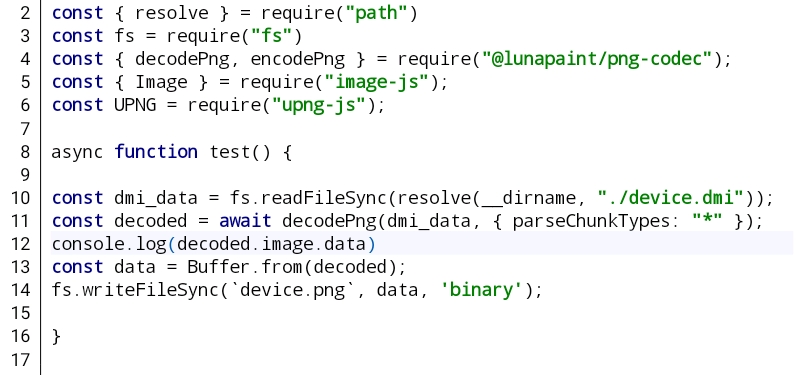 2 const { resolve } = require("path")
3 const fs = require("fs")
4 const { decodePng, encodePng } = require("@lunapaint/png-codec");
5 const { Image } = require("image-js");
6 const UPNG = require("upng-js");
7
8 async function test() {
9
10 const dmi_data = fs.readFileSync(resolve(__dirname, "./device.dmi"));
11 const decoded = await decodePng(dmi_data, { parseChunkTypes: "*" });
12 console.log(decoded.image.data)
13 const data = Buffer.from(decoded);
14 fs.writeFileSync(`device.png`, data, 'binary');
15
16 }
17